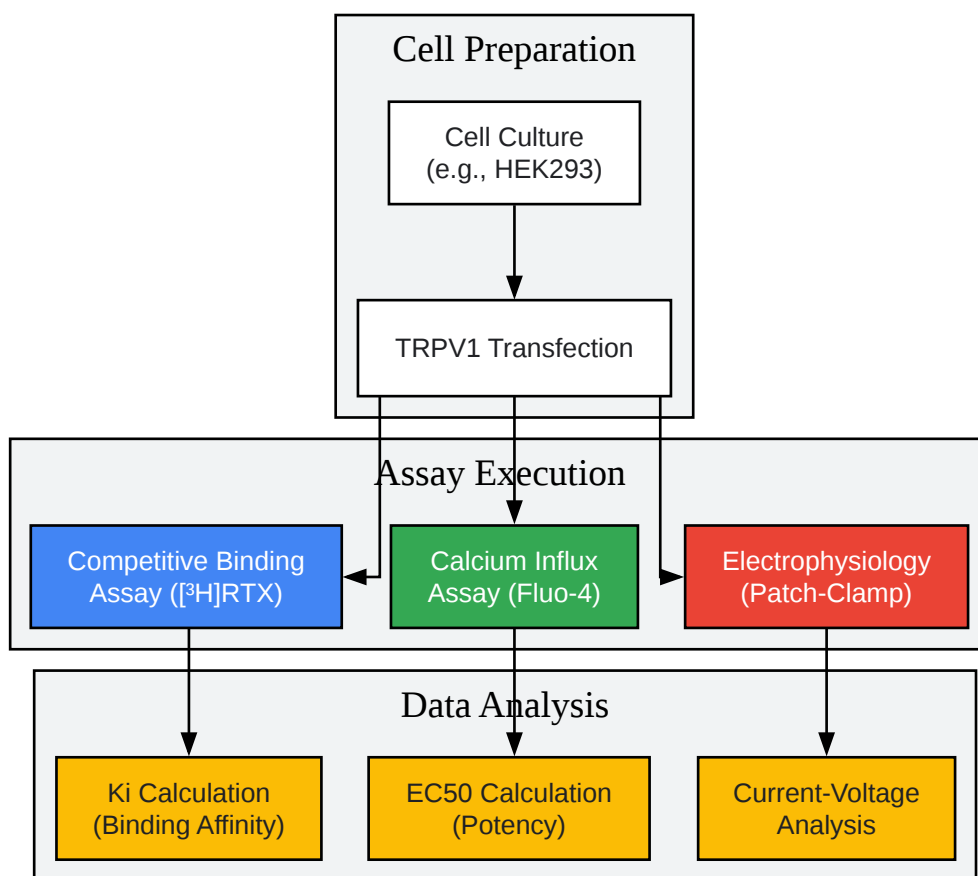 Cell Preparation
Cell Culture
(e.g., HEK293)
TRPV1 Transfection
Assay Execution
Competitive Binding
Assay ([³H]RTX)
Calcium Influx
Assay (Fluo-4)
Electrophysiology
(Patch-Clamp)
Data Analysis
Ki Calculation
(Binding Affinity)
EC50 Calculation
(Potency)
Current-Voltage
Analysis